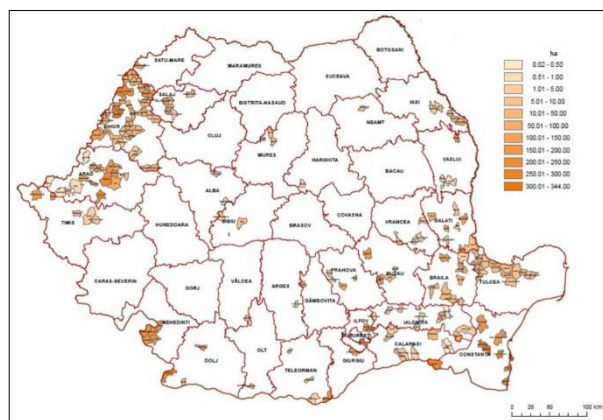 BOTOSANI
SATU-MARE
MARAMURES
SUCEAVA
ha
0.02 - 0.50
0.51 - 1.00
1.01 - 5.00
5.01 - 10.00
10.01 - 50.00
50.01 - 100.00
100.01 - 150.00
150.01 - 200.00
200.01 - 250.00
250.01 - 300.00
300.01 - 344.00
SALAJ
BISTRITA-NASAUD
IASI
BIHOR
NEAMT
CLUJ
MURES
HARGHITA
VASLUI
BACAU
ARAD
ALBA
TIMIS
HUNEDOARA
SIBIU
BRASOV
COVASNA
VRANCEA
GALATI
CARAS-SEVERIN
GORJ
VÂLCEA
ARGES
PRAHOVA
BUZAU
BRAILA
TULCEA
DÂMBOVITA
MEHEDINTI
ILFOV
IALOMITA
OLT
CALARASI
CONSTANTA
DOLJ
TELEORMAN
GIURGIU
0 25 50 100 km